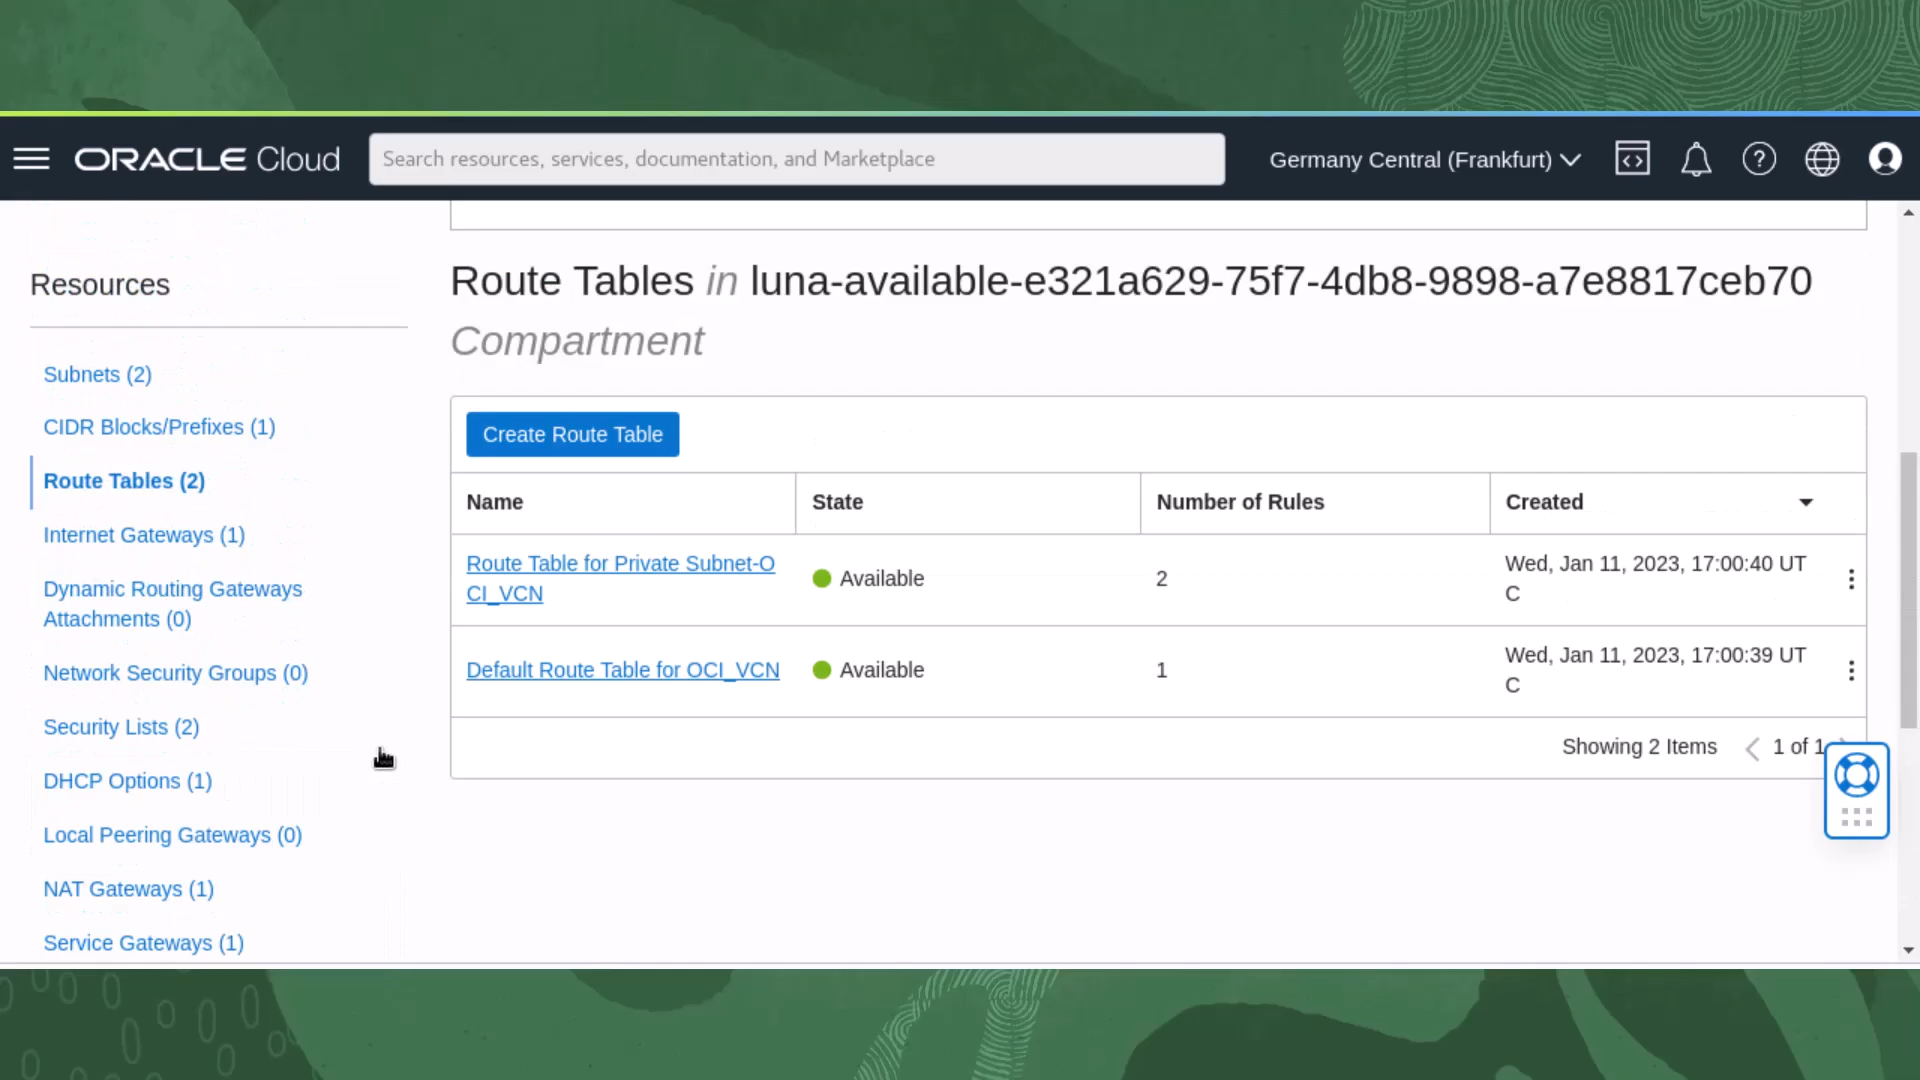 ORACLE Cloud
Search resources, services, documentation, and Marketplace
Germany Central (Frankfurt)
Resources
Subnets (2)
CIDR Blocks/Prefixes (1)
Route Tables (2)
Internet Gateways (1)
Dynamic Routing Gateways
Attachments (0)
Network Security Groups (0)
Security Lists (2)
DHCP Options (1)
Local Peering Gateways (0)
NAT Gateways (1)
Service Gateways (1)
Route Tables in luna-available-e321a629-75f7-4db8-9898-a7e8817ceb70
Compartment
Create Route Table
Name State Number of Rules Created
Route Table for Private Subnet-O
CI_VCN
Available
2
Wed, Jan 11, 2023, 17:00:40 UT
C
Default Route Table for OCI_VCN
Available
1
Wed, Jan 11, 2023, 17:00:39 UT
C
Showing 2 Items
1 of 1